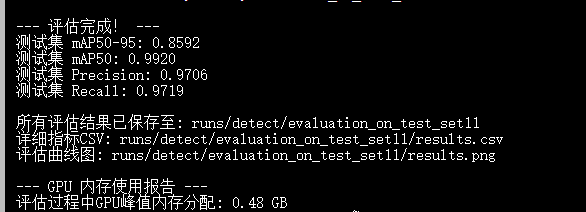 --- 评估完成! ---
测试集 mAP50-95: 0.8592
测试集 mAP50: 0.9920
测试集 Precision: 0.9706
测试集 Recall: 0.9719
所有评估结果已保存至: runs/detect/evaluation_on_test_set11
详细指标CSV: runs/detect/evaluation_on_test_set11/results.csv
评估曲线图: runs/detect/evaluation_on_test_set11/results.png
--- GPU 内存使用报告 ---
评估过程中GPU峰值内存分配: 0.48 GB